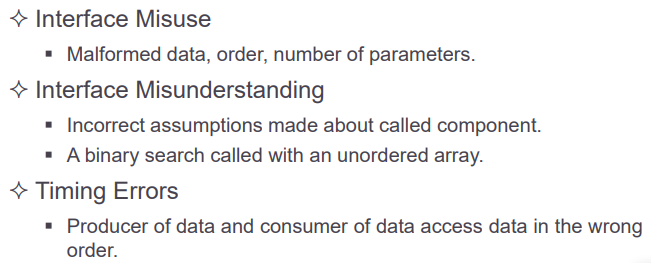 ✧ Interface Misuse
▪ Malformed data, order, number of parameters.
✧ Interface Misunderstanding
▪ Incorrect assumptions made about called component.
▪ A binary search called with an unordered array.
✧ Timing Errors
▪ Producer of data and consumer of data access data in the wrong
order.